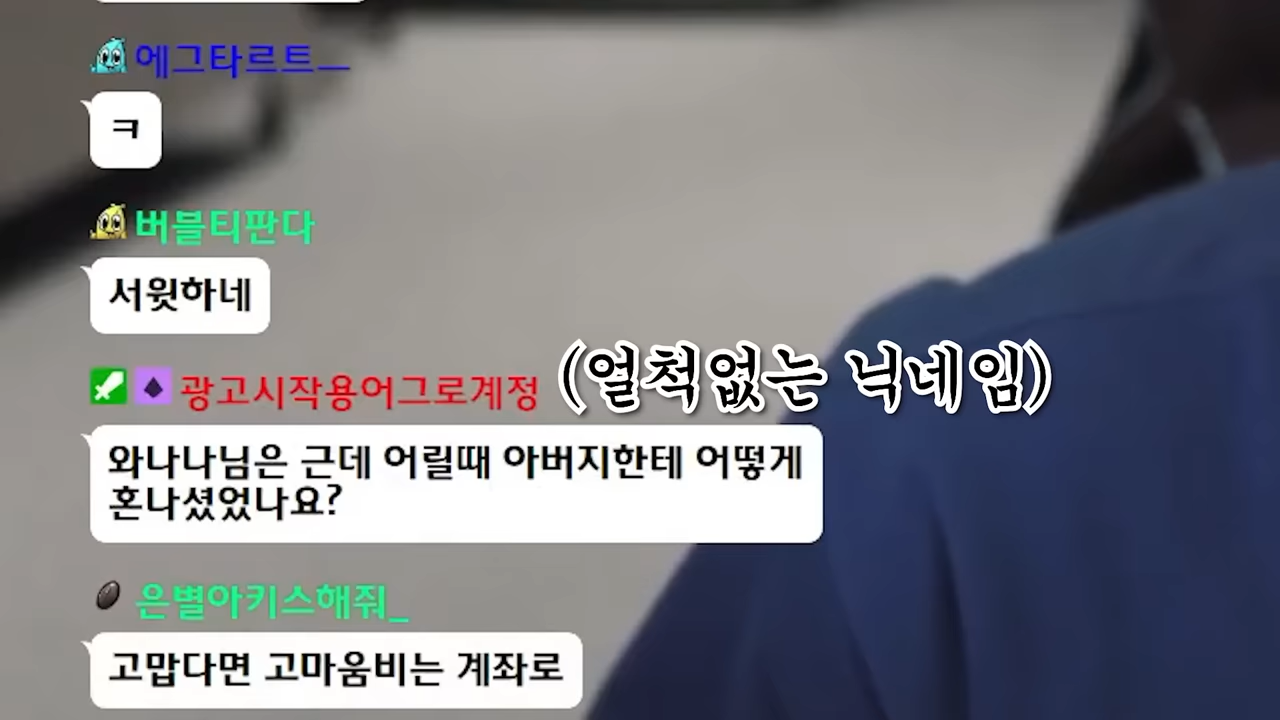 에그타르트ㅡ
ㅋ
버블티판다
서윗하네
광고시작용어그로계정 (얼척없는 닉네임)
와나나님은 근데 어릴때 아버지한테 어떻게
혼나셨었나요?
은별아키스해줘_
고맙다면 고마움비는 계좌로